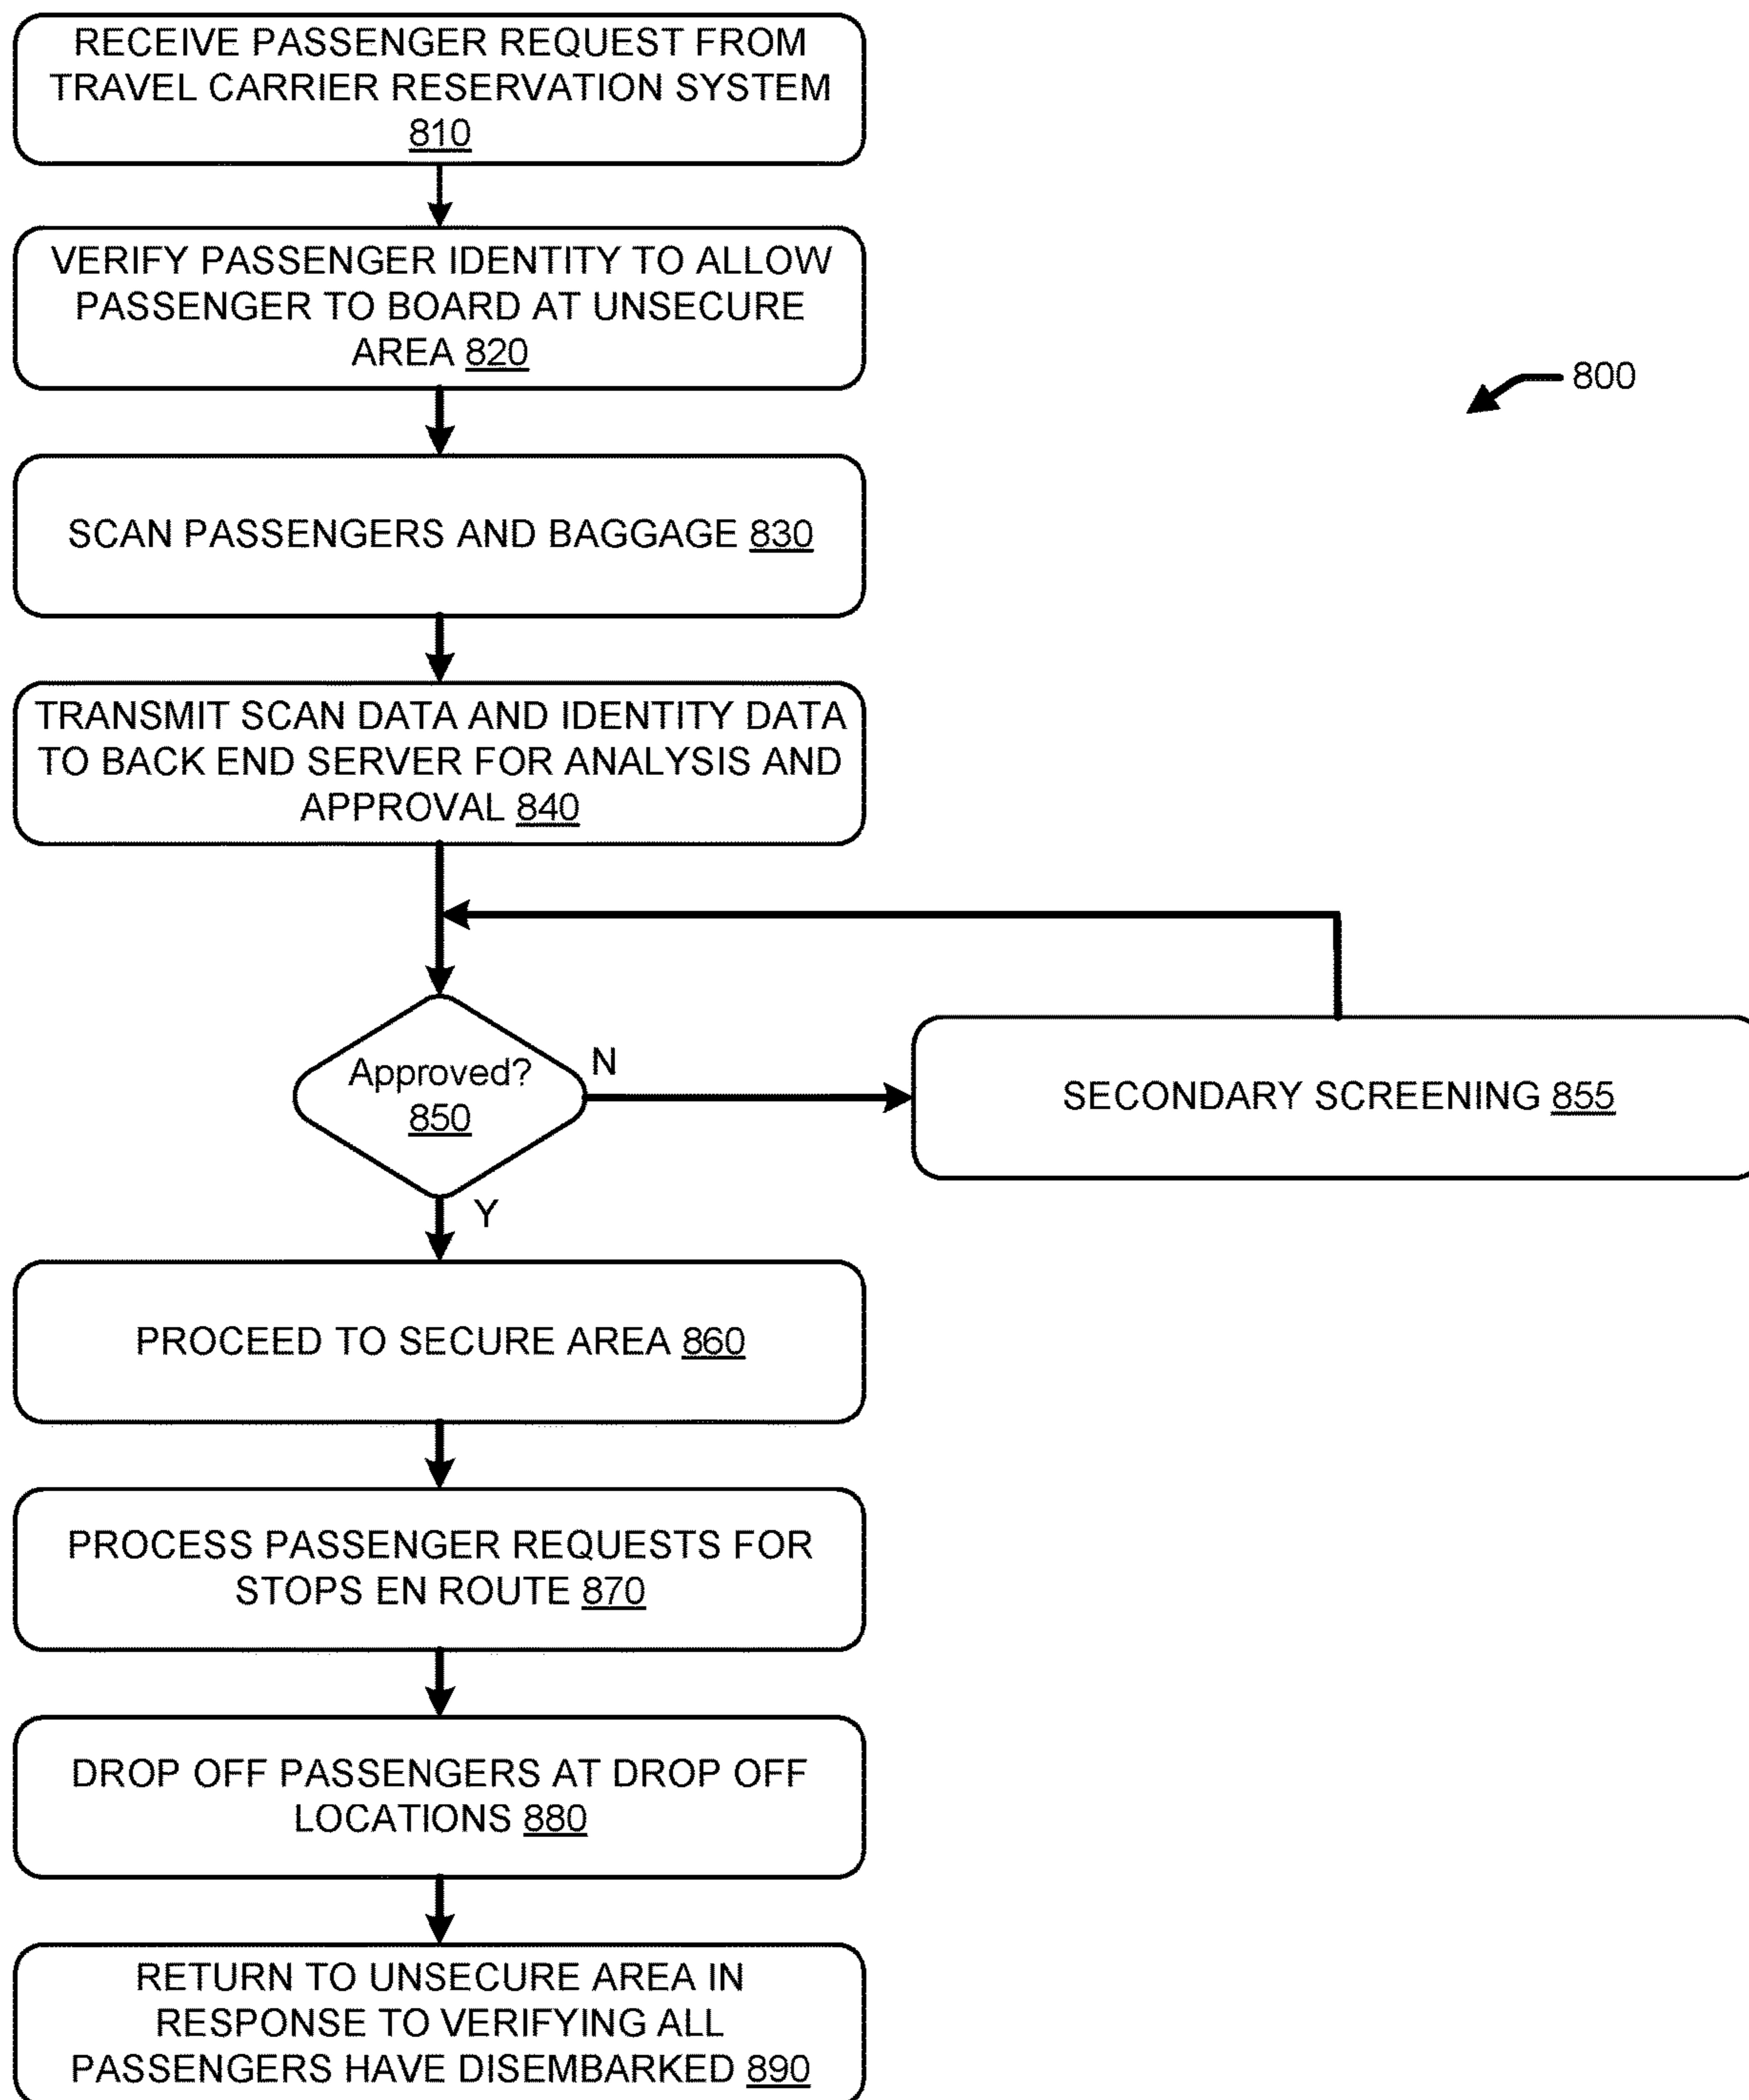 RECEIVE PASSENGER REQUEST FROM
TRAVEL CARRIER RESERVATION SYSTEM
810
VERIFY PASSENGER IDENTITY TO ALLOW
PASSENGER TO BOARD AT UNSECURE
AREA 820
800
SCAN PASSENGERS AND BAGGAGE 830
TRANSMIT SCAN DATA AND IDENTITY DATA
TO BACK END SERVER FOR ANALYSIS AND
APPROVAL 840
Approved?
850
N
SECONDARY SCREENING 855
Y
PROCEED TO SECURE AREA 860
PROCESS PASSENGER REQUESTS FOR
STOPS EN ROUTE 870
DROP OFF PASSENGERS AT DROP OFF
LOCATIONS 880
RETURN TO UNSECURE AREA IN
RESPONSE TO VERIFYING ALL
PASSENGERS HAVE DISEMBARKED 890